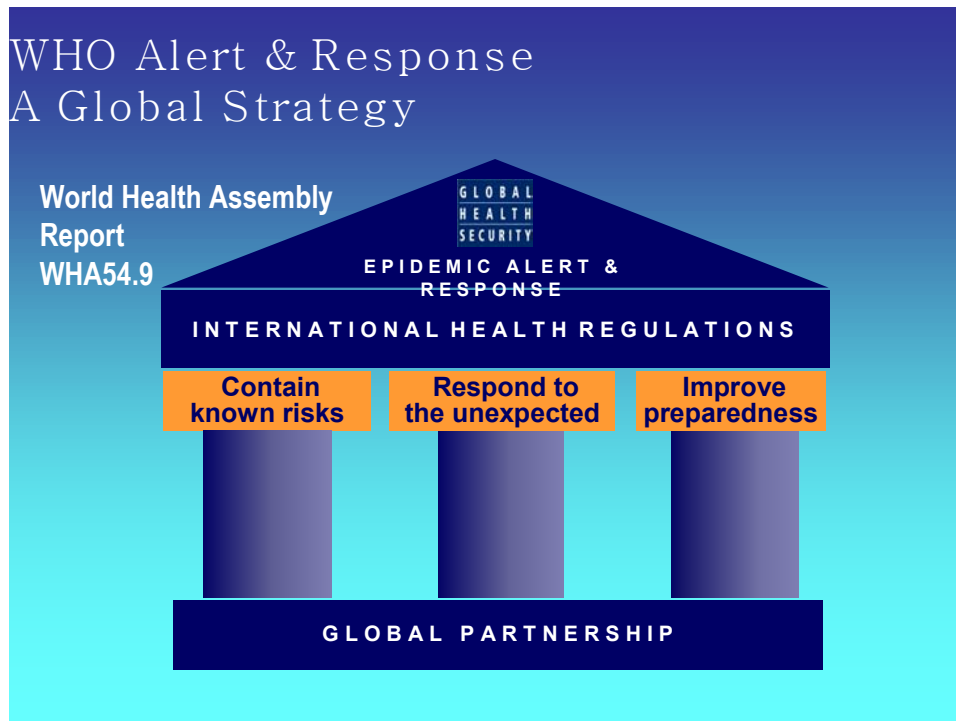 WHO Alert & Response
A Global Strategy
World Health Assembly
Report
WHA54.9
GLOBAL
HEALTH
SECURITY
EPIDEMIC ALERT &
RESPONSE
INTERNATIONAL HEALTH REGULATIONS
Contain
known risks
Respond to
the unexpected
Improve
preparedness
GLOBAL PARTNERSHIP